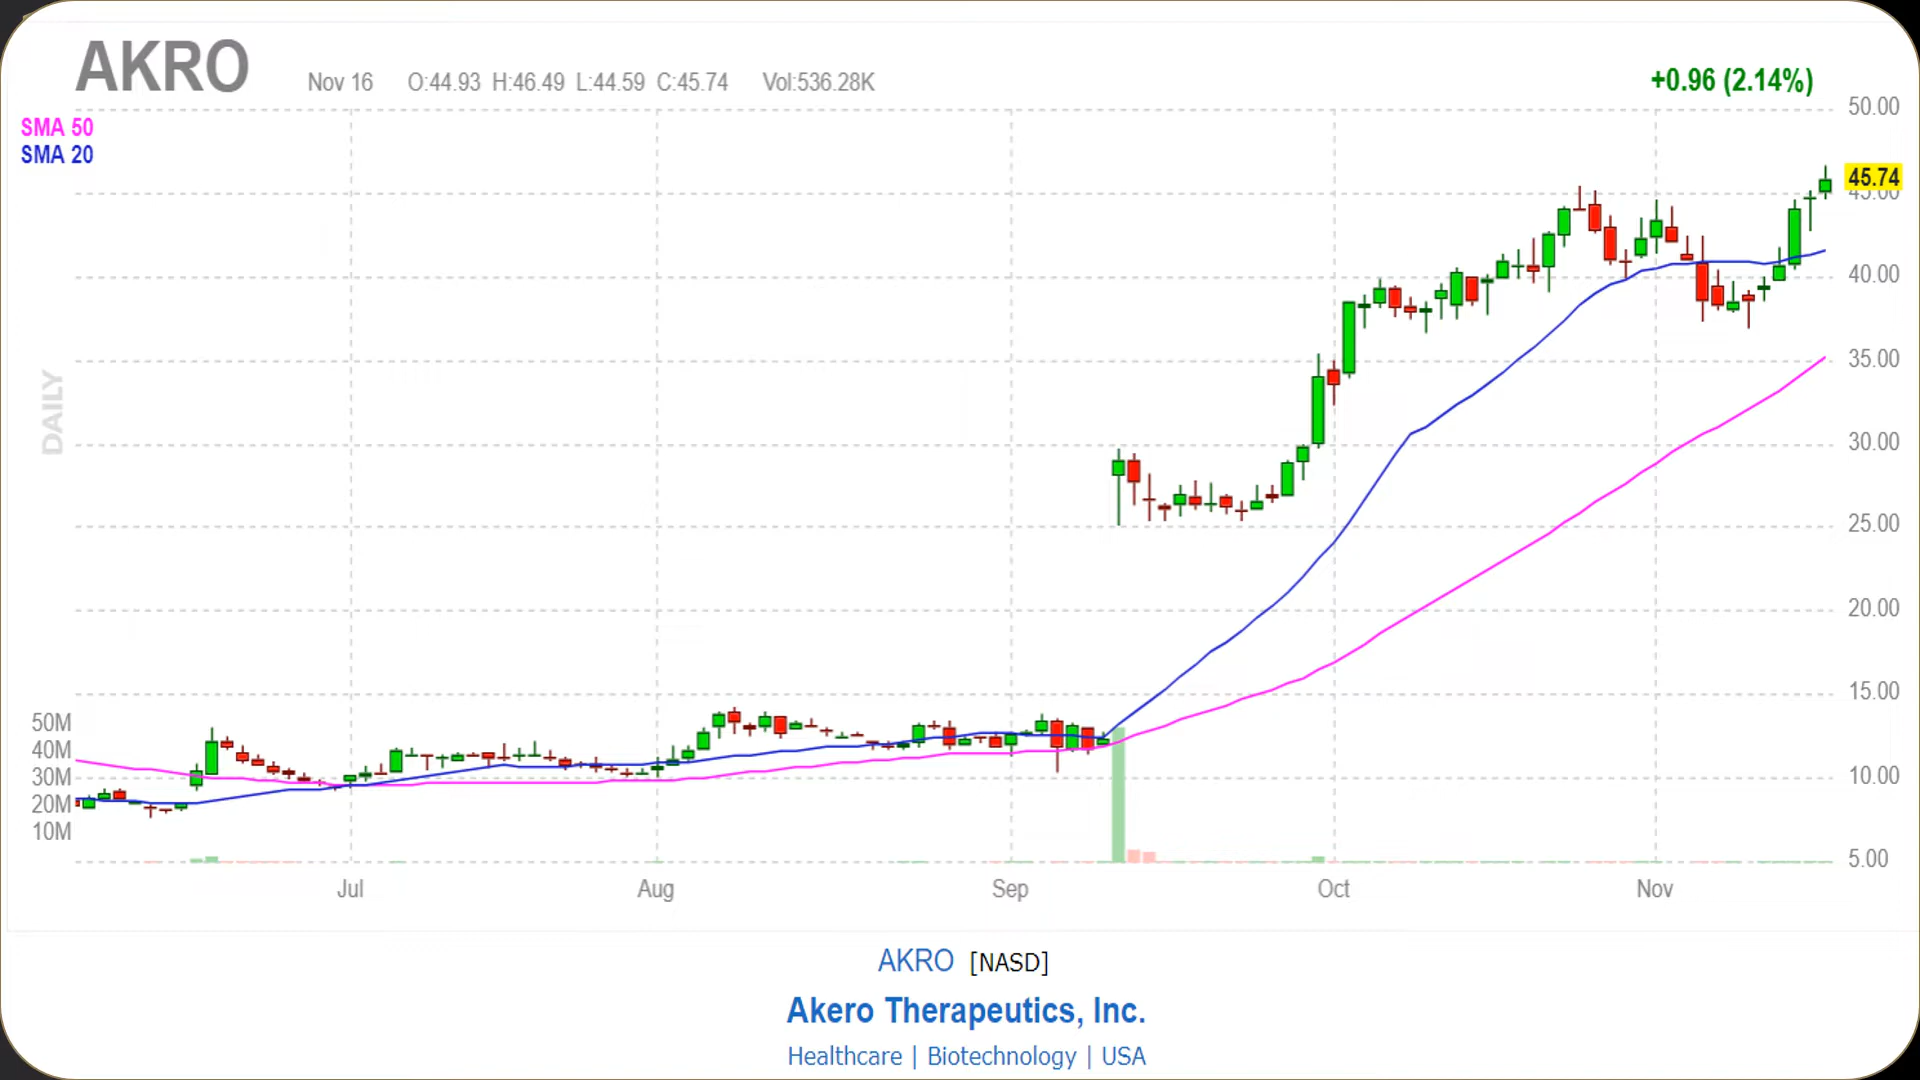 AKRO Nov 16 O:44.93 H:46.49 L:44.59 C:45.74 Vol:536.28K +0.96 (2.14%)
SMA 50
SMA 20
DAILY
50.00
45.74
45.00
40.00
35.00
30.00
25.00
20.00
15.00
10.00
5.00
50M
40M
30M
20M
10M
Jul Aug Sep Oct Nov
AKRO [NASD]
Akero Therapeutics, Inc.
Healthcare | Biotechnology | USA